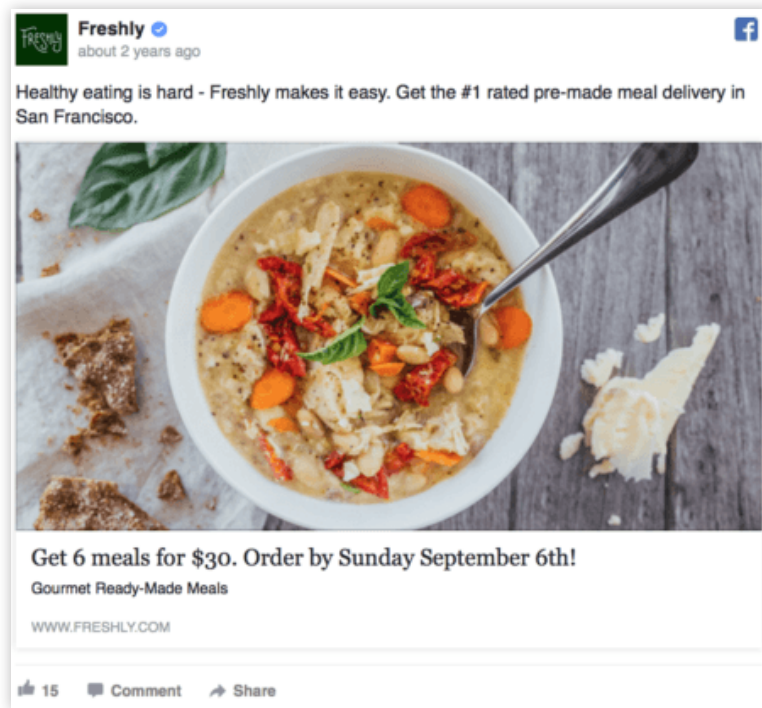 FRESHLY
Freshly
about 2 years ago
Healthy eating is hard - Freshly makes it easy. Get the #1 rated pre-made meal delivery in
San Francisco.
Get 6 meals for $30. Order by Sunday September 6th!
Gourmet Ready-Made Meals
WWW.FRESHLY.COM
15 Comment Share